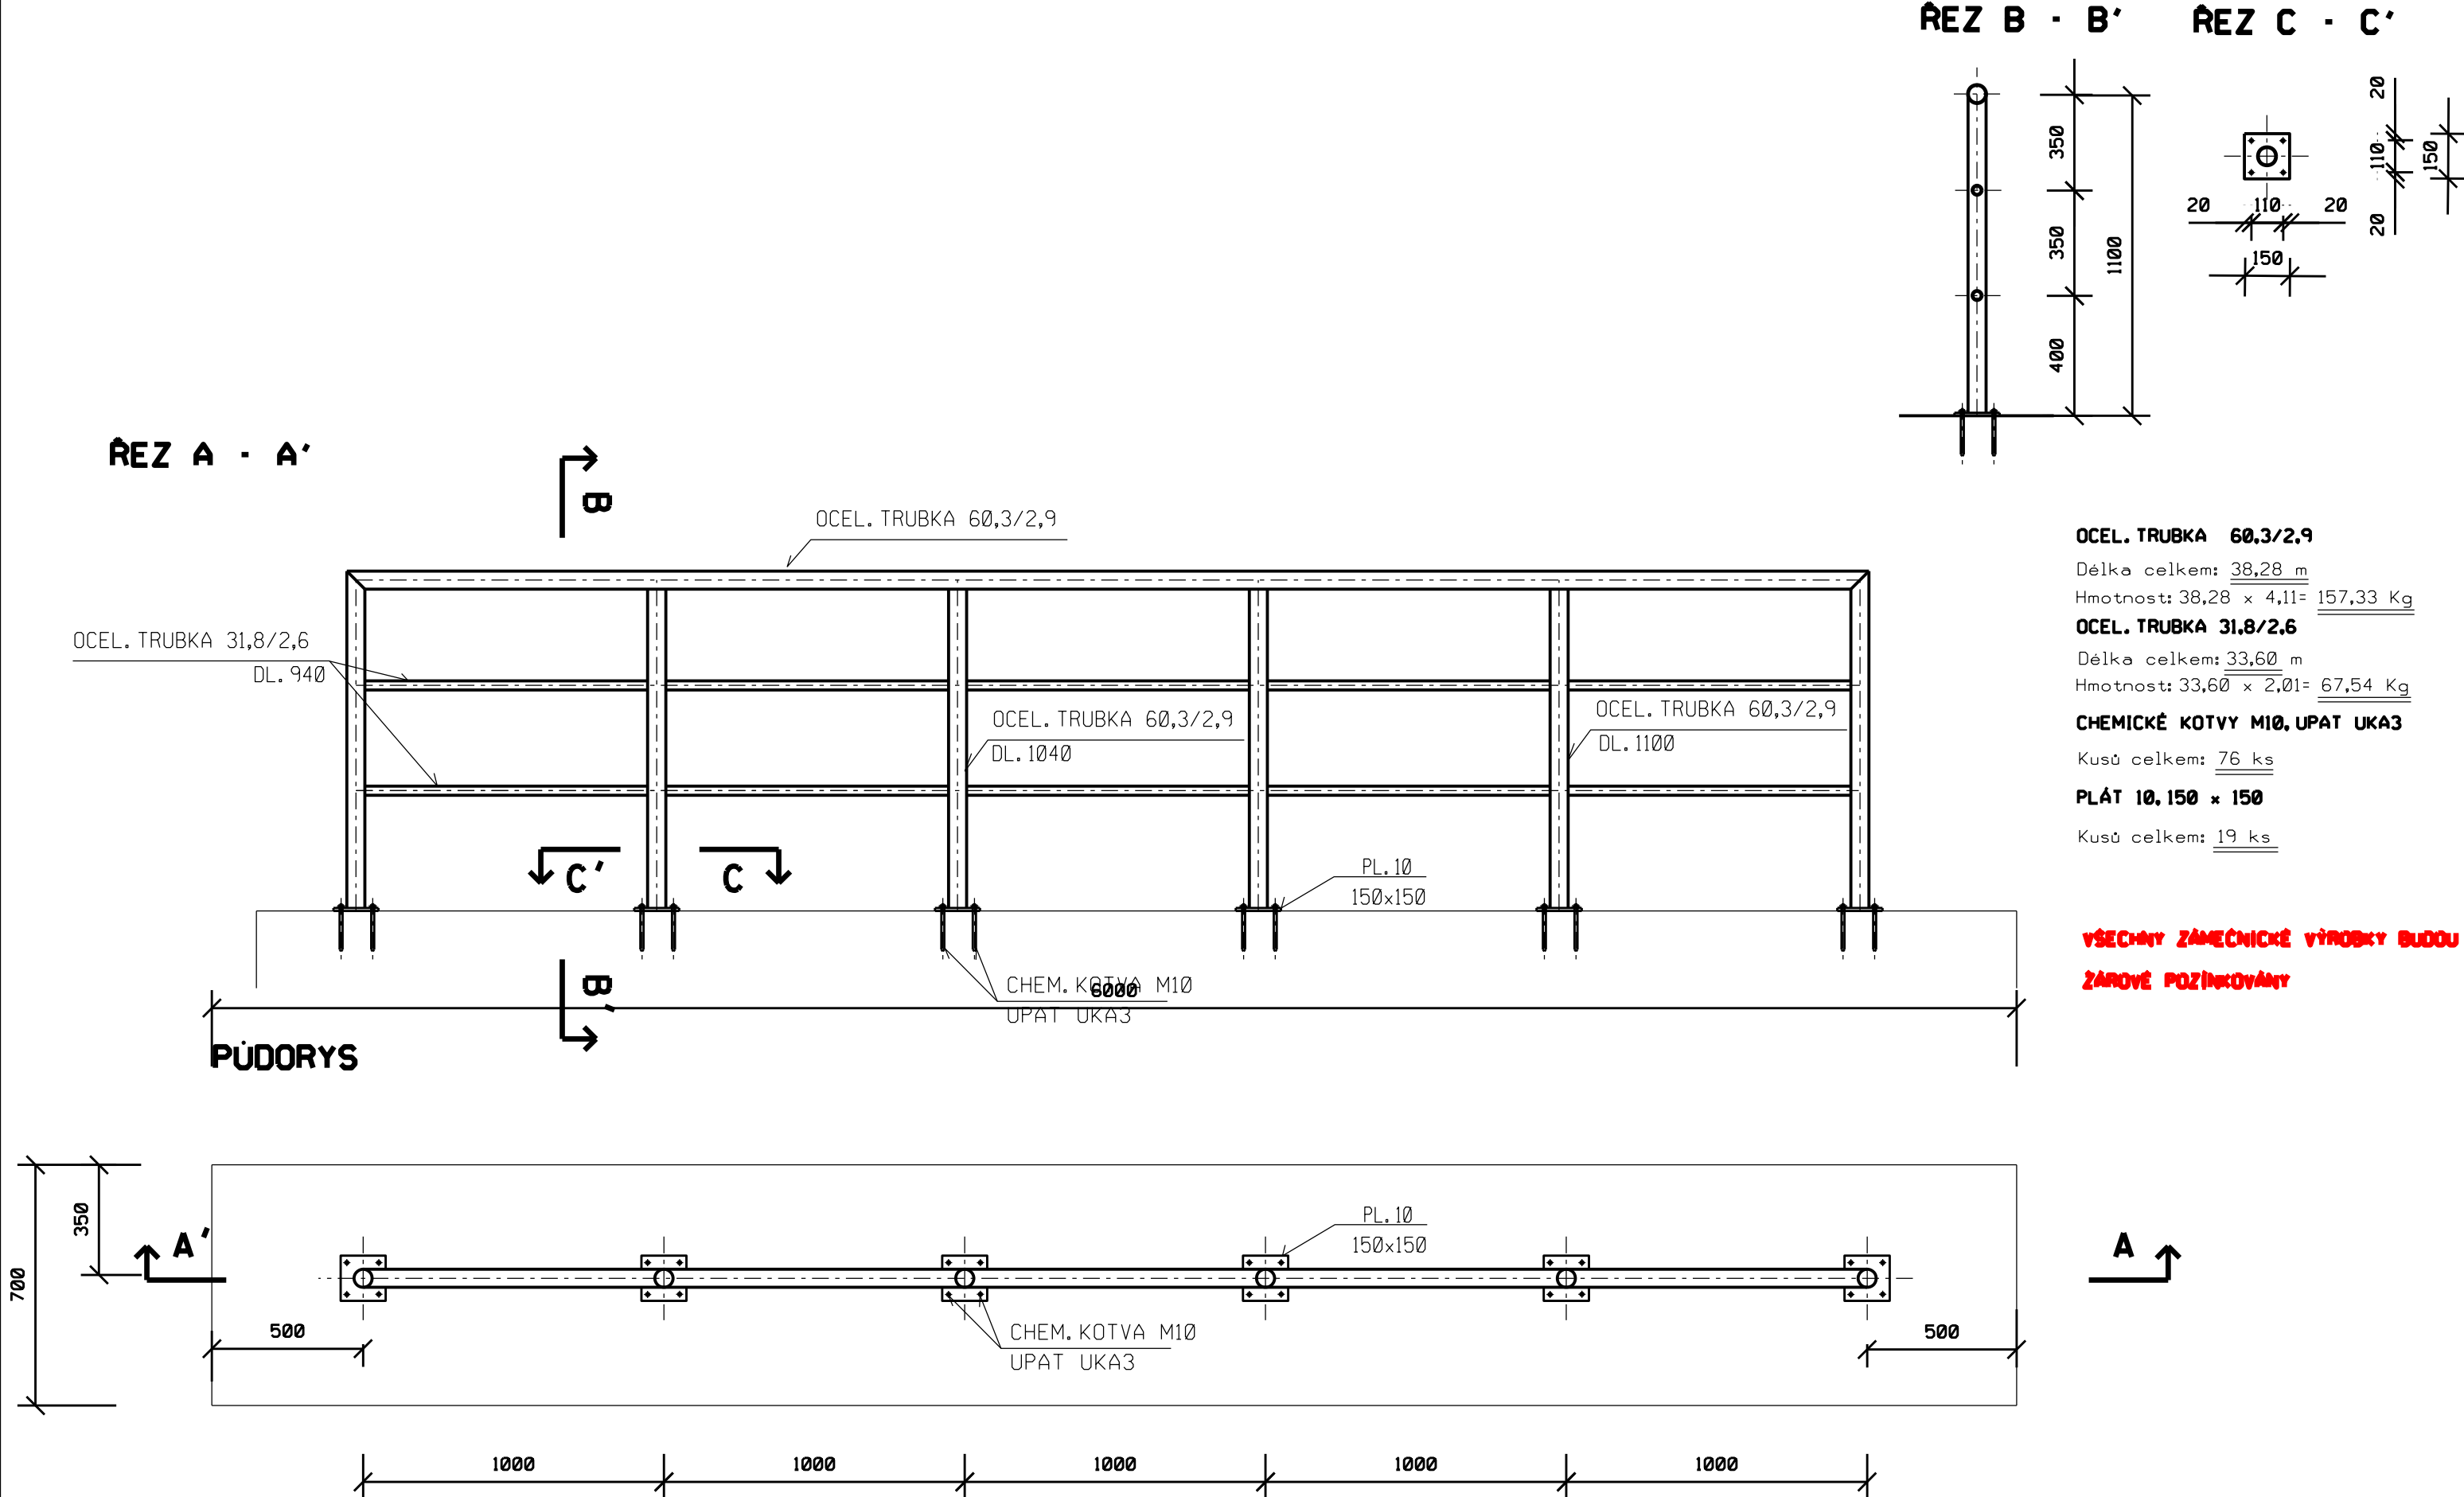 ŘEZ B - B'
ŘEZ C - C'
350
350
400
1100
20
110
20
150
20
110
20
150
ŘEZ A - A'
B
OCEL. TRUBKA 60,3/2,9
OCEL. TRUBKA 31,8/2,6
DL. 940
OCEL. TRUBKA 60,3/2,9
DL. 1040
OCEL. TRUBKA 60,3/2,9
DL. 1100
C'
C
PL. 10
150x150
B'
CHEM. KOTVA M10
UPAT UKA3
6000
OCEL. TRUBKA 60,3/2,9
Délka celkem: 38,28 m
Hmotnost: 38,28 x 4,11= 157,33 Kg
OCEL. TRUBKA 31,8/2,6
Délka celkem: 33,60 m
Hmotnost: 33,60 x 2,01= 67,54 Kg
CHEMICKÉ KOTVY M10, UPAT UKA3
Kusů celkem: 76 ks
PLÁT 10, 150 x 150
Kusů celkem: 19 ks
VŠECHNY ZÁMEČNICKÉ VÝROBKY BUDOU
ŽÁROVĚ POZINKOVÁNY
PŮDORYS
700
350
A'
A
PL. 10
150x150
CHEM. KOTVA M10
UPAT UKA3
500
500
1000
1000
1000
1000
1000